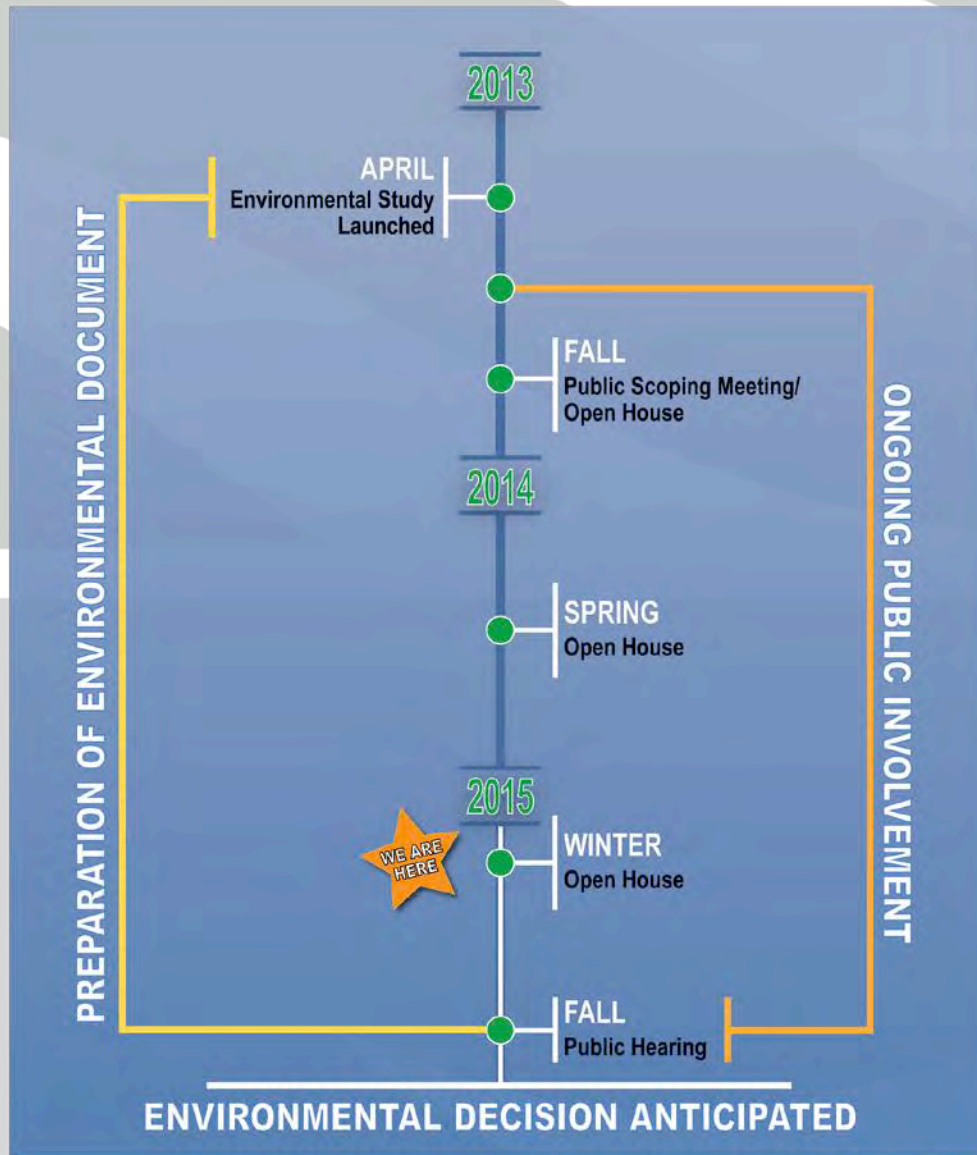 2013
APRIL
Environmental Study
Launched
FALL
Public Scoping Meeting/
Open House
2014
SPRING
Open House
2015
WE ARE
HERE
WINTER
Open House
FALL
Public Hearing
ENVIRONMENTAL DECISION ANTICIPATED
PREPARATION OF ENVIRONMENTAL DOCUMENT
ONGOING PUBLIC INVOLVEMENT